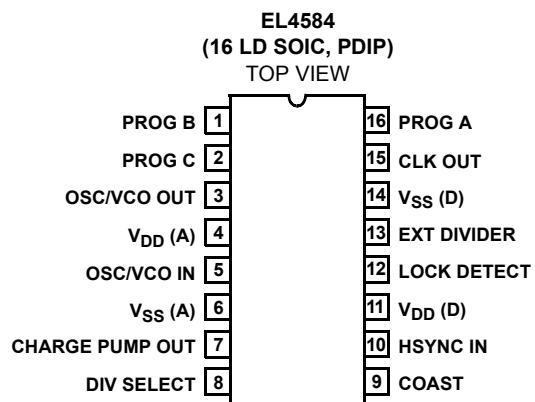 EL4584
(16 LD SOIC, PDIP)
TOP VIEW
PROG B 1 16 PROG A
PROG C 2 15 CLK OUT
OSC/VCO OUT 3 14 VSS (D)
VDD (A) 4 13 EXT DIVIDER
OSC/VCO IN 5 12 LOCK DETECT
VSS (A) 6 11 VDD (D)
CHARGE PUMP OUT 7 10 HSYNC IN
DIV SELECT 8 9 COAST